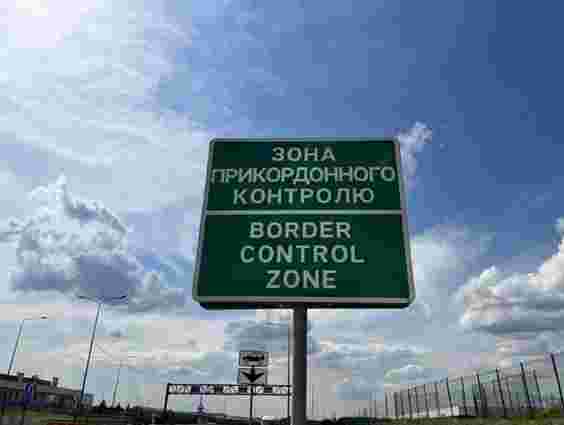 ЗОНА
ПРИКОРДОННОГО
КОНТРОЛЮ
BORDER
CONTROL
ZONE